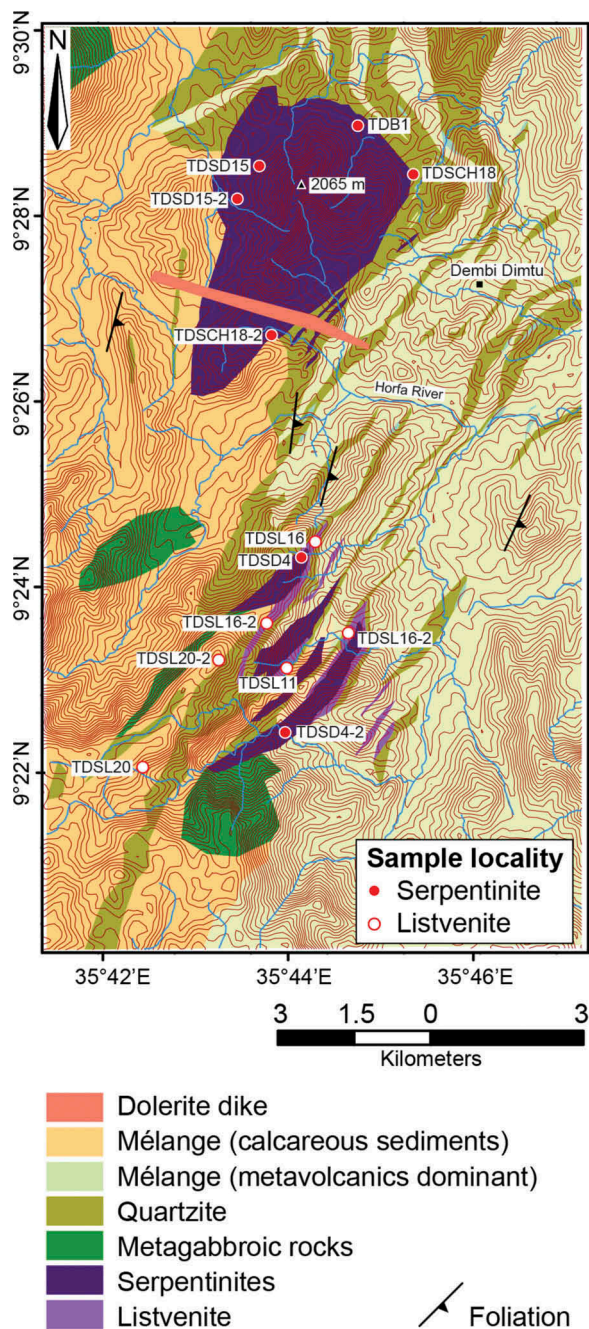 9°30’N
N
TDB1
TDSD15
TDSCH18
2065 m
TDSD15-2
9°28’N
Dembi Dimtu
TDSCH18-2
9°26’N
Horfa River
TDSL16
TDSD4
9°24’N
TDSL16-2
TDSL16-2
TDSL20-2
TDSL11
TDSD4-2
TDSL20
9°22’N
Sample locality
Serpentinite
Listvenite
35°42’E
35°44’E
35°46’E
3
1.5
0
3
Kilometers
Dolerite dike
Mélange (calcareous sediments)
Mélange (metavolcanics dominant)
Quartzite
Metagabbroic rocks
Serpentinites
Listvenite
Foliation